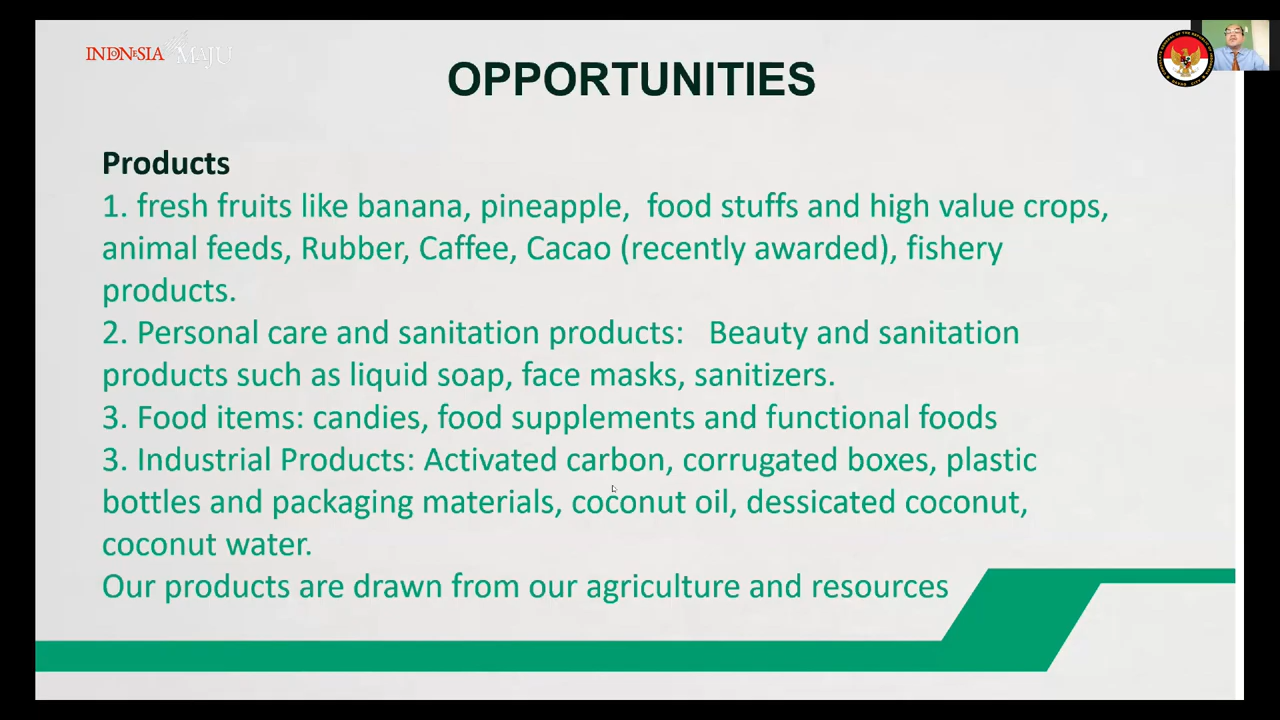 INDNESIA MAJU
OPPORTUNITIES
Products
1. fresh fruits like banana, pineapple, food stuffs and high value crops,
animal feeds, Rubber, Caffee, Cacao (recently awarded), fishery
products.
2. Personal care and sanitation products: Beauty and sanitation
products such as liquid soap, face masks, sanitizers.
3. Food items: candies, food supplements and functional foods
3. Industrial Products: Activated carbon, corrugated boxes, plastic
bottles and packaging materials, coconut oil, dessicated coconut,
coconut water.
Our products are drawn from our agriculture and resources